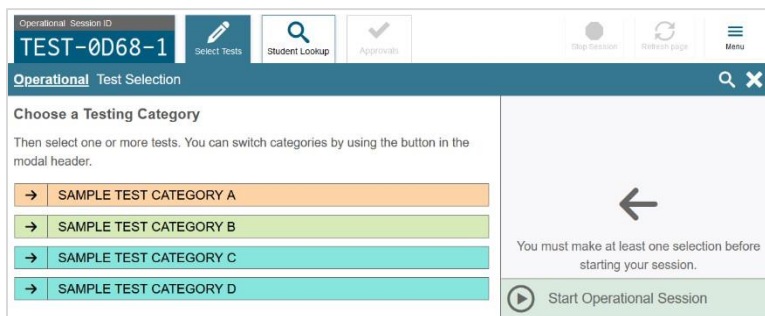 Operational Session ID
TEST-0D68-1
Select Tests
Student Lookup
Approvals
Stop Session
Refresh page
Menu
Operational Test Selection
Choose a Testing Category
Then select one or more tests. You can switch categories by using the button in the
modal header.
SAMPLE TEST CATEGORY A
SAMPLE TEST CATEGORY B
SAMPLE TEST CATEGORY C
SAMPLE TEST CATEGORY D
You must make at least one selection before
starting your session.
Start Operational Session